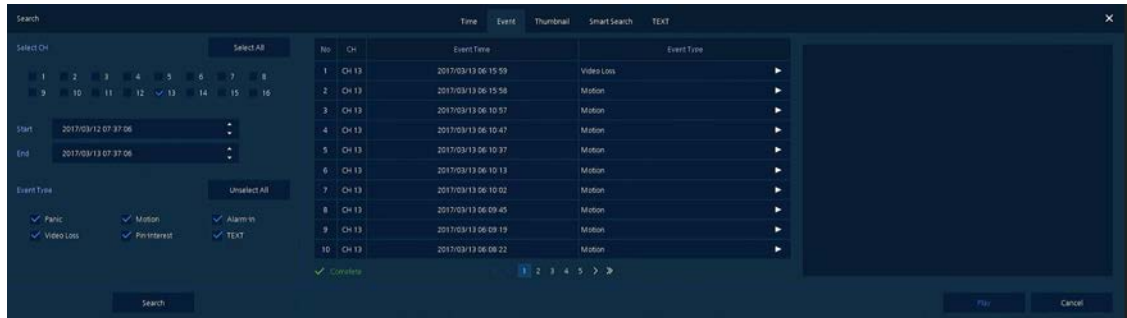 Search
Time Event Thumbnail Smart Search TEXT
Select CH Select All
1 2 3 4 5 6 7 8
9 10 11 12 13 14 15 16
Start 2017/03/12 07:37:06
End 2017/03/13 07:37:06
Event Type Unselect All
Panic Motion Alarm-In
Video Loss Pin-Interest TEXT
Search
No CH Event Time Event Type
1 CH 13 2017/03/13 06:15:59 Video Loss
2 CH 13 2017/03/13 06:15:58 Motion
3 CH 13 2017/03/13 06:10:57 Motion
4 CH 13 2017/03/13 06:10:47 Motion
5 CH 13 2017/03/13 06:10:37 Motion
6 CH 13 2017/03/13 06:10:13 Motion
7 CH 13 2017/03/13 06:10:02 Motion
8 CH 13 2017/03/13 06:09:45 Motion
9 CH 13 2017/03/13 06:09:19 Motion
10 CH 13 2017/03/13 06:08:22 Motion
Complete 1 2 3 4 5
Play Cancel